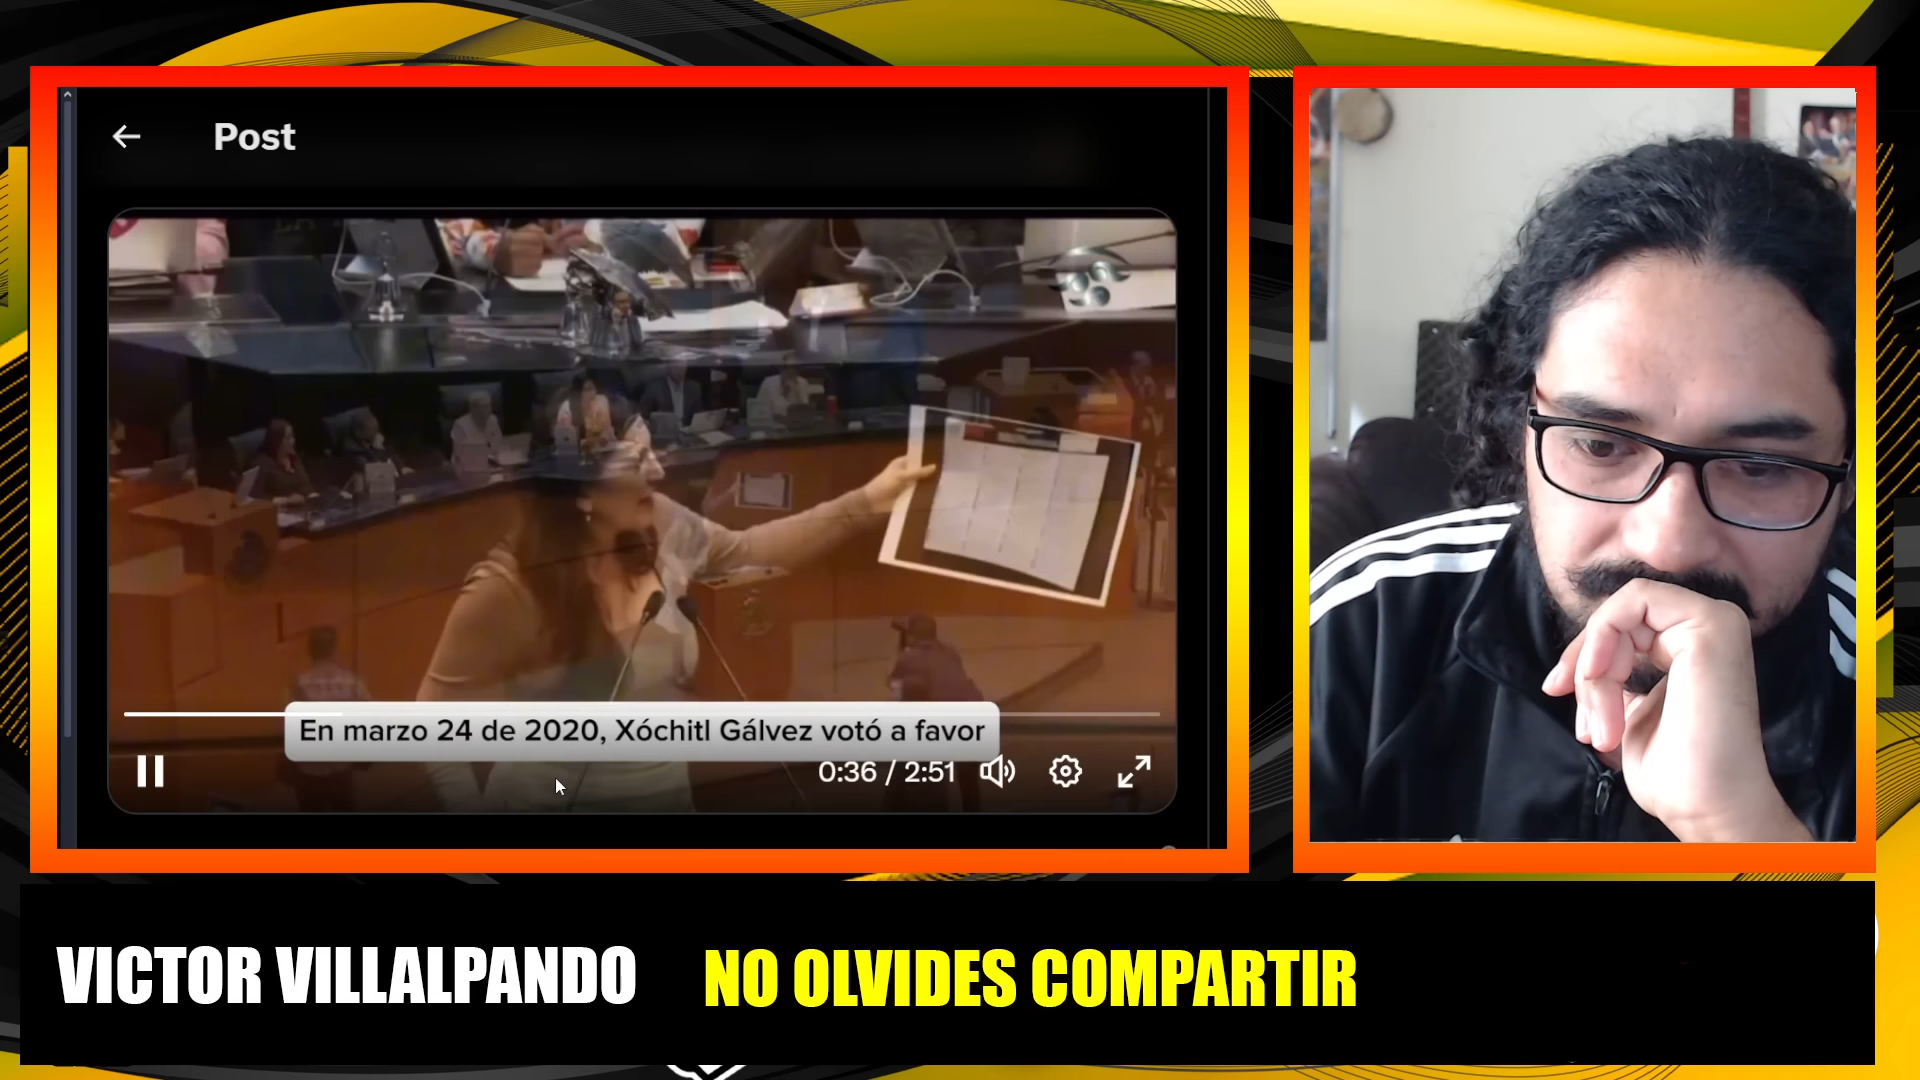 Post
En marzo 24 de 2020, Xóchitl Gálvez votó a favor
0:36 / 2:51
VICTOR VILLALPANDO
NO OLVIDES COMPARTIR